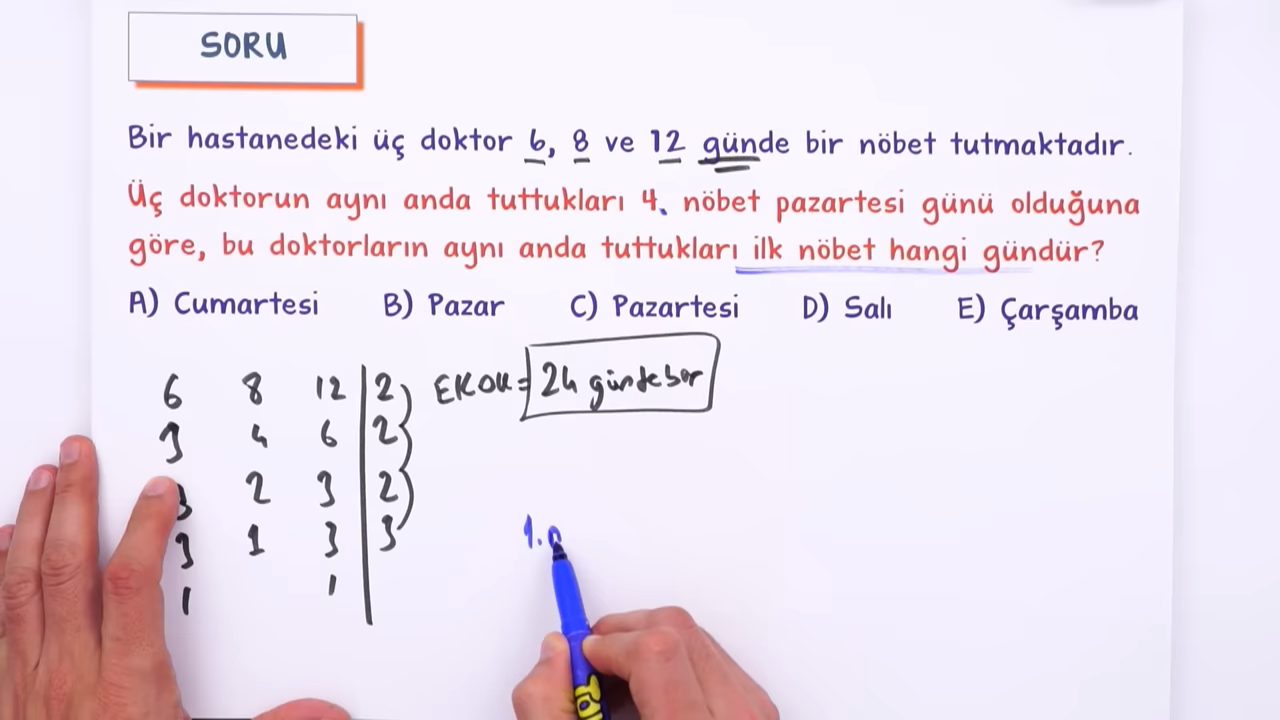 SORU
Bir hastanedeki üç doktor 6, 8 ve 12 günde bir nöbet tutmaktadır.
Üç doktorun aynı anda tuttukları 4. nöbet pazartesi günü olduğuna
göre, bu doktorların aynı anda tuttukları ilk nöbet hangi gündür?
A) Cumartesi B) Pazar C) Pazartesi D) Salı E) Çarşamba
6 8 12 2 EKOK= 24 günde bir
3 4 6 2
3 2 3 2
3 1 3 3
1 1
1.